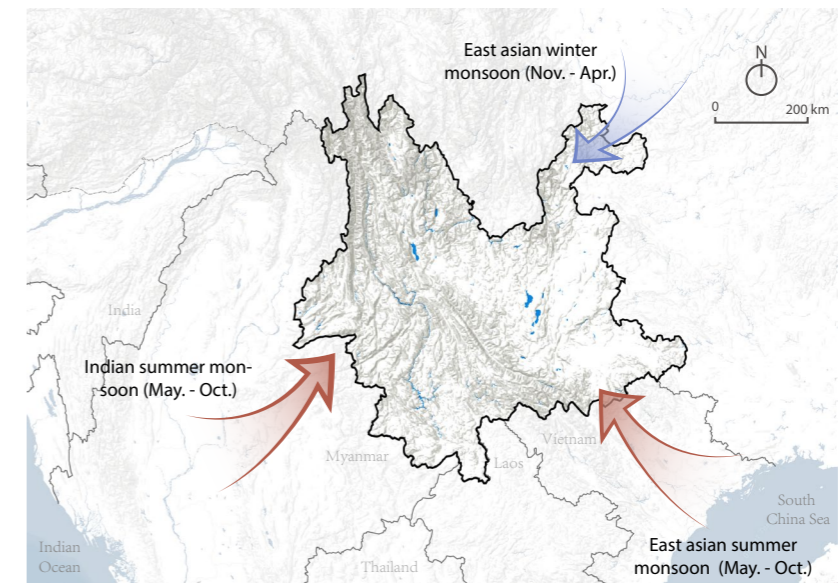 East asian winter
monsoon (Nov. - Apr.)
N
0 200 km
India
Indian summer mon-
soon (May. - Oct.)
Myanmar
Vietnam
Laos
South
China Sea
Indian
Ocean
Thailand
East asian summer
monsoon (May. - Oct.)